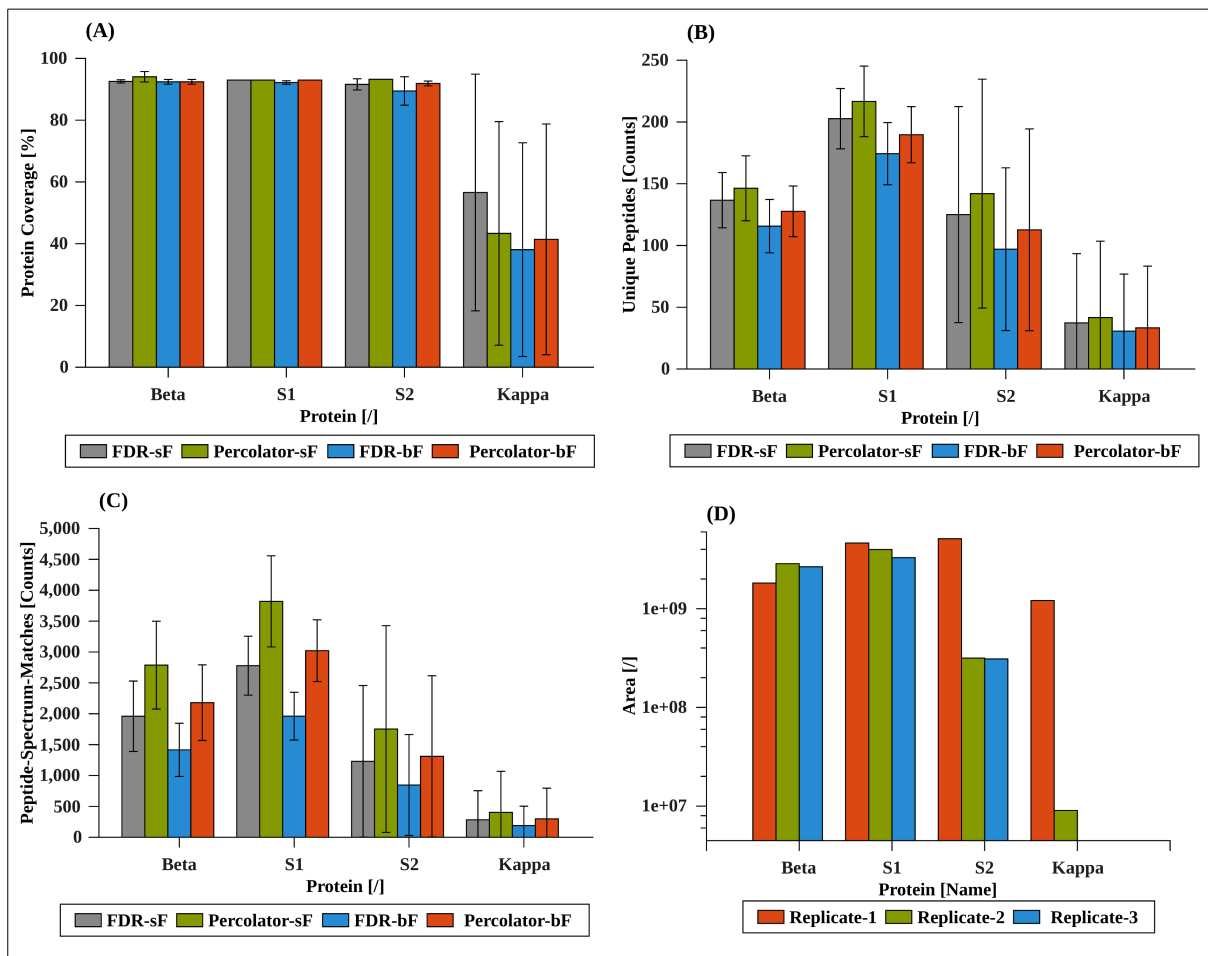 (A)
100
80
60
40
20
0
Protein Coverage [%]
Beta S1 S2 Kappa
Protein [/]
FDR-sF Percolator-sF FDR-bF Percolator-bF
(B)
250
200
150
100
50
0
Unique Peptides [Counts]
Beta S1 S2 Kappa
Protein [/]
FDR-sF Percolator-sF FDR-bF Percolator-bF
(C)
5,000
4,500
4,000
3,500
3,000
2,500
2,000
1,500
1,000
500
0
Peptide-Spectrum-Matches [Counts]
Beta S1 S2 Kappa
Protein [/]
FDR-sF Percolator-sF FDR-bF Percolator-bF
(D)
1e+09
1e+08
1e+07
Area [/]
Beta S1 S2 Kappa
Protein [Name]
Replicate-1 Replicate-2 Replicate-3